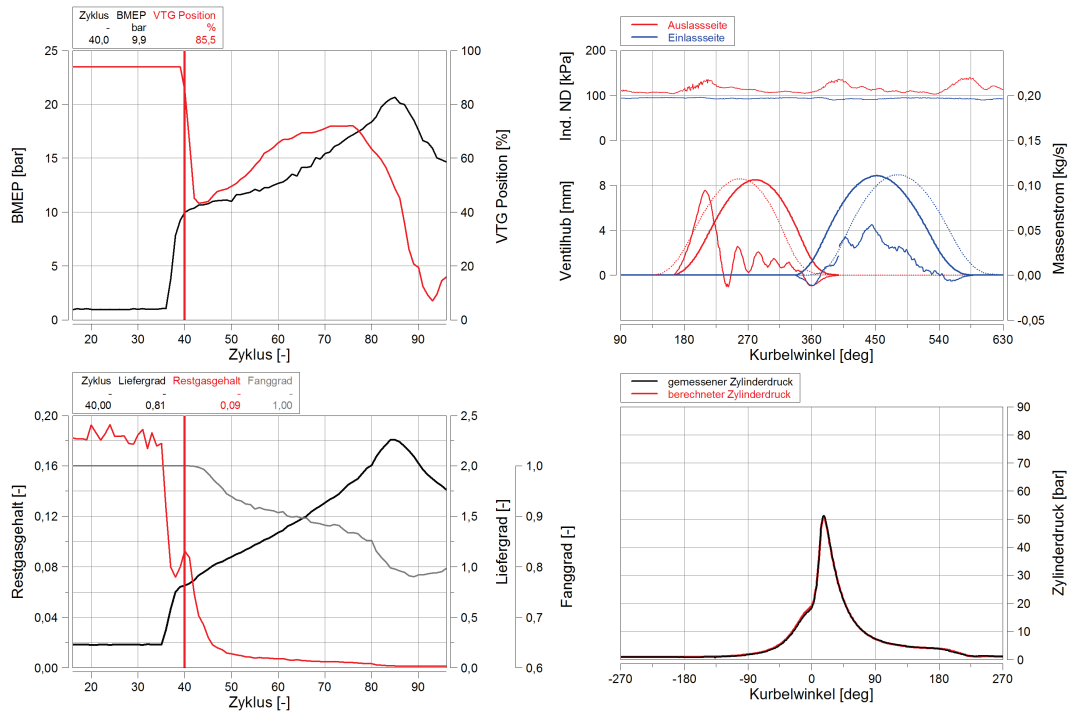 Zyklus BMEP VTG Position
- bar %
40,0 9,9 85,5
25
20
15
10
5
0
BMEP [bar]
100
80
60
40
20
0
VTG Position [%]
20 30 40 50 60 70 80 90
Zyklus [-]
Auslassseite
Einlassseite
200
100
0
Ind. ND [kPa]
8
4
0
Ventilhub [mm]
0,20
0,15
0,10
0,05
0,00
-0,05
Massenstrom [kg/s]
90 180 270 360 450 540 630
Kurbelwinkel [deg]
Zyklus Liefergrad Restgasgehalt Fanggrad
- - - -
40,00 0,81 0,09 1,00
0,20
0,16
0,12
0,08
0,04
0,00
Restgasgehalt [-]
2,5
2,0
1,5
1,0
0,5
0,0
Liefergrad [-]
1,0
0,9
0,8
0,7
0,6
Fanggrad [-]
20 30 40 50 60 70 80 90
Zyklus [-]
gemessener Zylinderdruck
berechneter Zylinderdruck
90
80
70
60
50
40
30
20
10
0
Zylinderdruck [bar]
-270 -180 -90 0 90 180 270
Kurbelwinkel [deg]